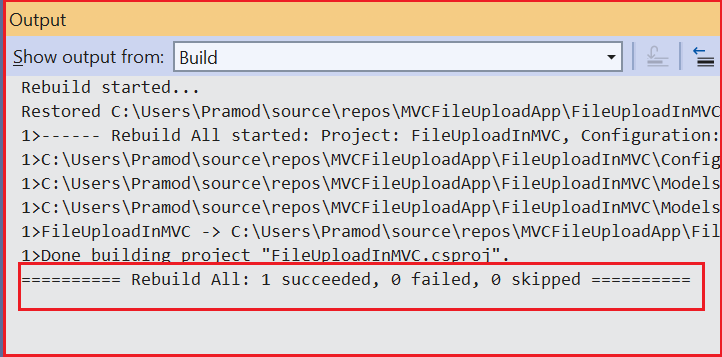 Output
Show output from: Build
Rebuild started...
Restored C:\Users\Pramod\source\repos\MVCFileUploadApp\FileUploadInMVC
1>------ Rebuild All started: Project: FileUploadInMVC, Configuration:
1>C:\Users\Pramod\source\repos\MVCFileUploadApp\FileUploadInMVC\Config
1>C:\Users\Pramod\source\repos\MVCFileUploadApp\FileUploadInMVC\Models
1>C:\Users\Pramod\source\repos\MVCFileUploadApp\FileUploadInMVC\Models
1>FileUploadInMVC -> C:\Users\Pramod\source\repos\MVCFileUploadApp\Fil
1>Done building project "FileUploadInMVC.csproj".
========== Rebuild All: 1 succeeded, 0 failed, 0 skipped ==========